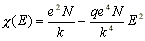 χ(E) = e²N/k − qe⁴N/k⁴ E²